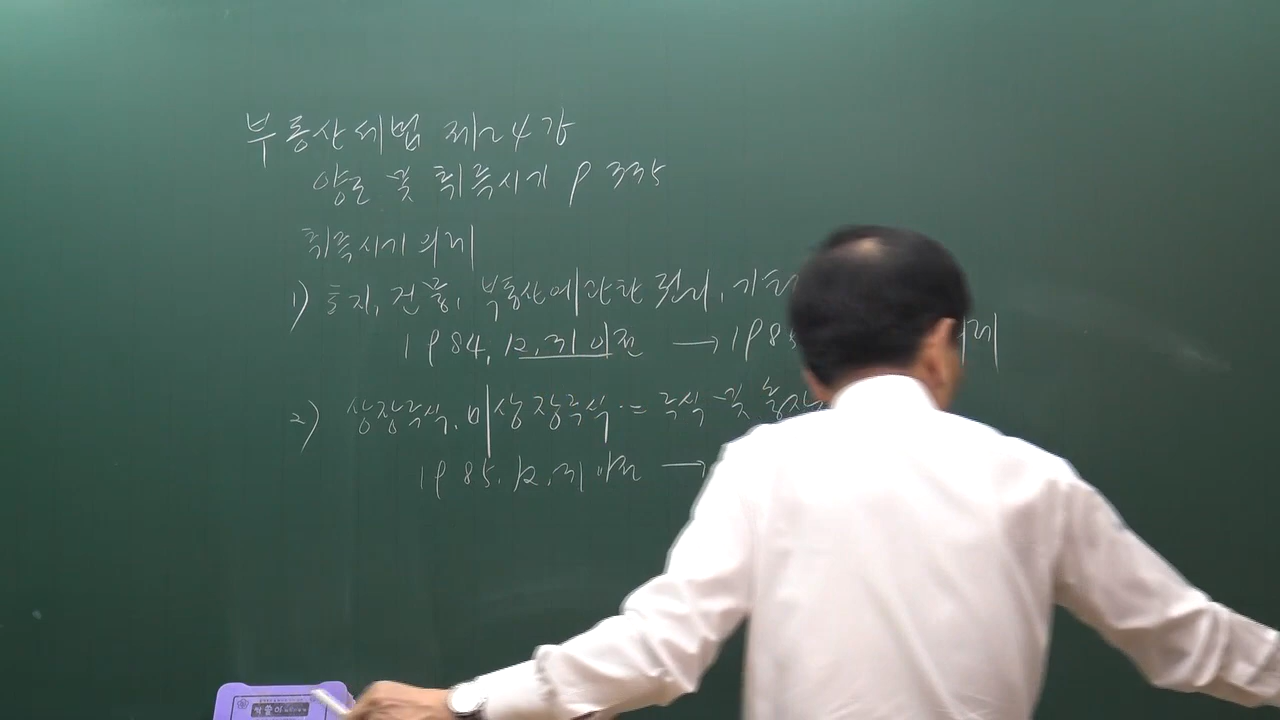 부동산세법 제24강
양도 및 취득시기 P 335
취득시기 의제
1) 토지, 건물, 부동산에관한 권리, 기타
1984. 12. 31 이전 → 1985
2) 상장주식, 비상장주식 = 주식 및 출자
1985. 12. 31 이전 →